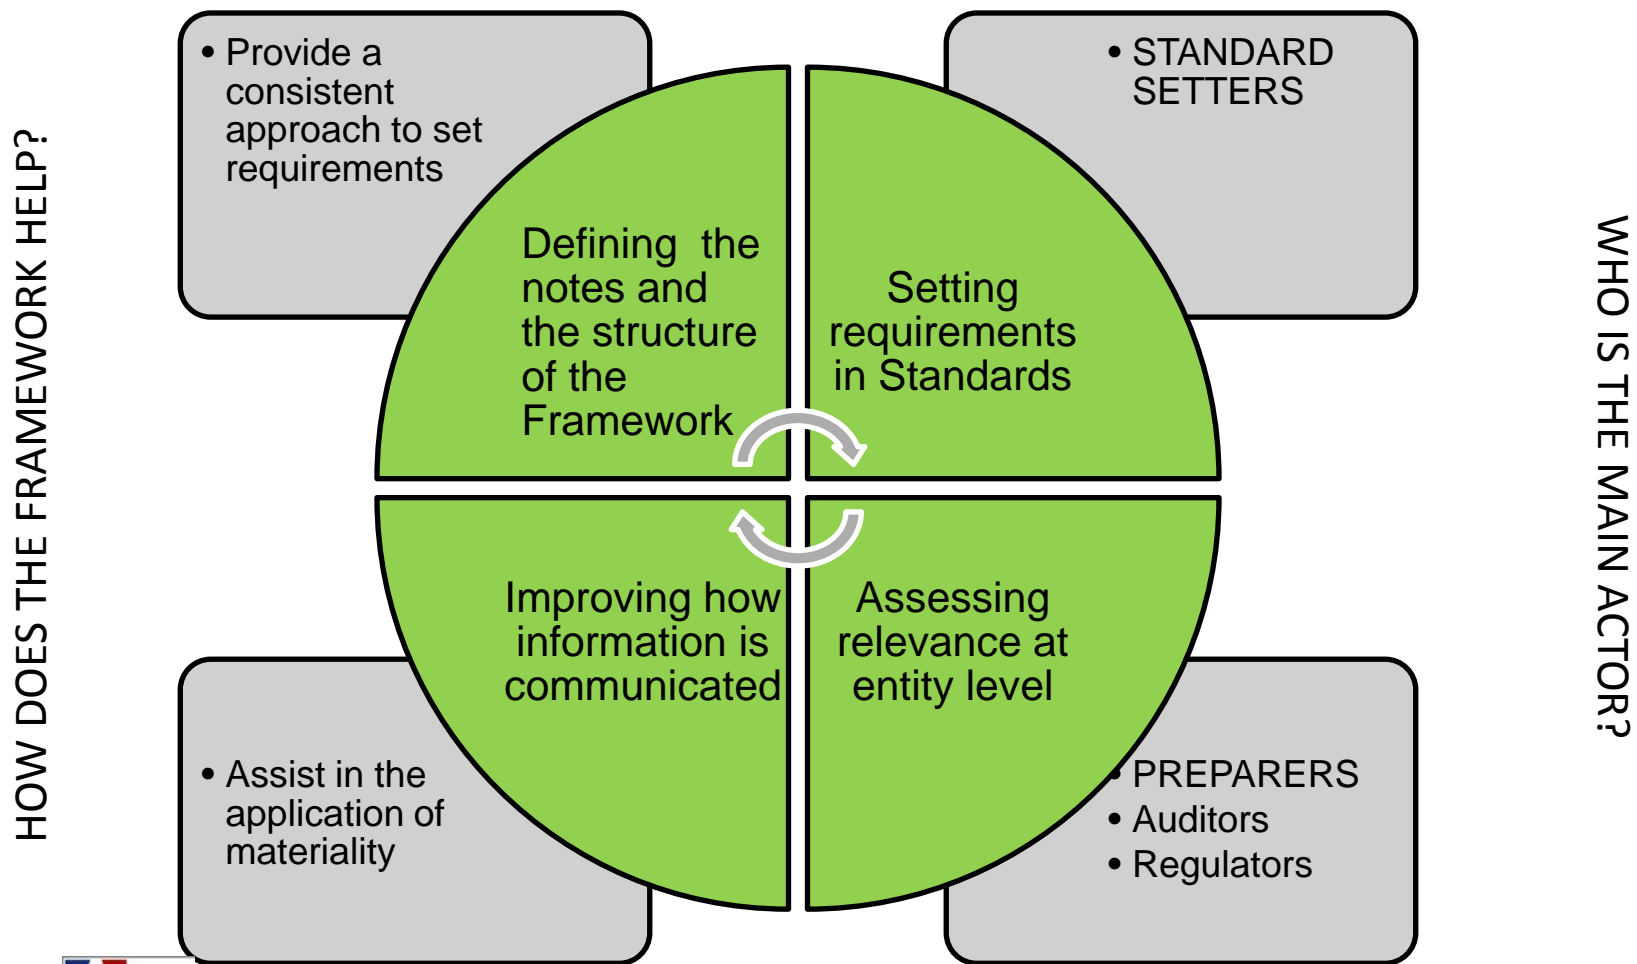 HOW DOES THE FRAMEWORK HELP?
• Provide a
consistent
approach to set
requirements
• STANDARD
SETTERS
Defining  the
notes and
the structure
of the
Framework
Setting
requirements
in Standards
Improving how
information is
communicated
Assessing
relevance at
entity level
• Assist in the
application of
materiality
• PREPARERS
• Auditors
• Regulators
WHO IS THE MAIN ACTOR?